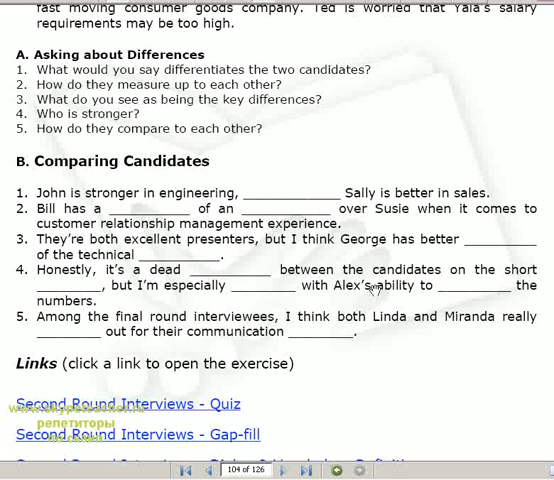 fast moving consumer goods company. Ted is worried that Yala's salary
requirements may be too high.
A. Asking about Differences
1. What would you say differentiates the two candidates?
2. How do they measure up to each other?
3. What do you see as being the key differences?
4. Who is stronger?
5. How do they compare to each other?
B. Comparing Candidates
1. John is stronger in engineering, _____________ Sally is better in sales.
2. Bill has a ___________ of an ____________ over Susie when it comes to
customer relationship management experience.
3. They're both excellent presenters, but I think George has better __________
of the technical ___________.
4. Honestly, it's a dead ___________ between the candidates on the short
_________, but I'm especially _________ with Alex's ability to __________ the
numbers.
5. Among the final round interviewees, I think both Linda and Miranda really
_________ out for their communication _________.
Links (click a link to open the exercise)
Second Round Interviews - Quiz
репетиторы
Second Round Interviews - Gap-fill
104 of 126